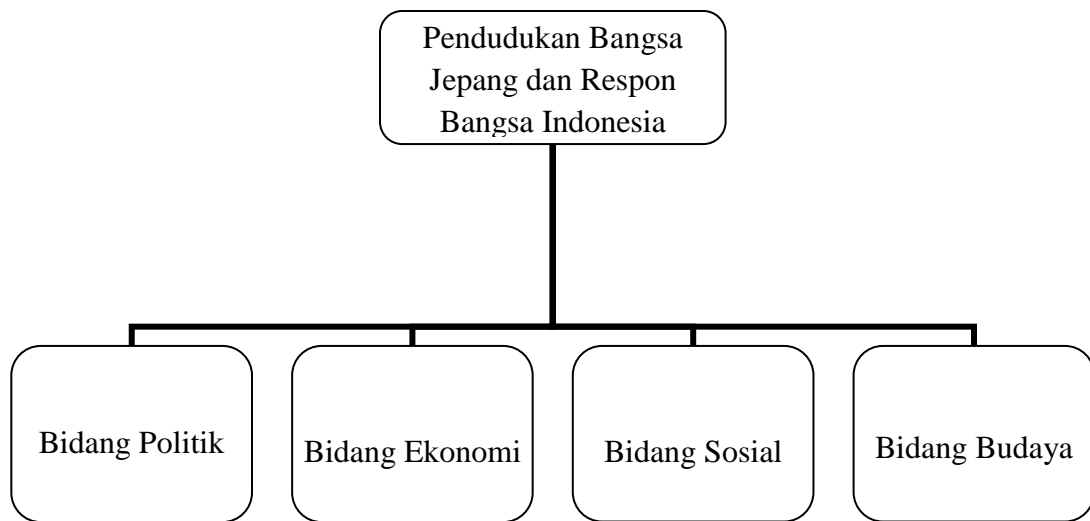 Pendudukan Bangsa
Jepang dan Respon
Bangsa Indonesia
Bidang Politik
Bidang Ekonomi
Bidang Sosial
Bidang Budaya